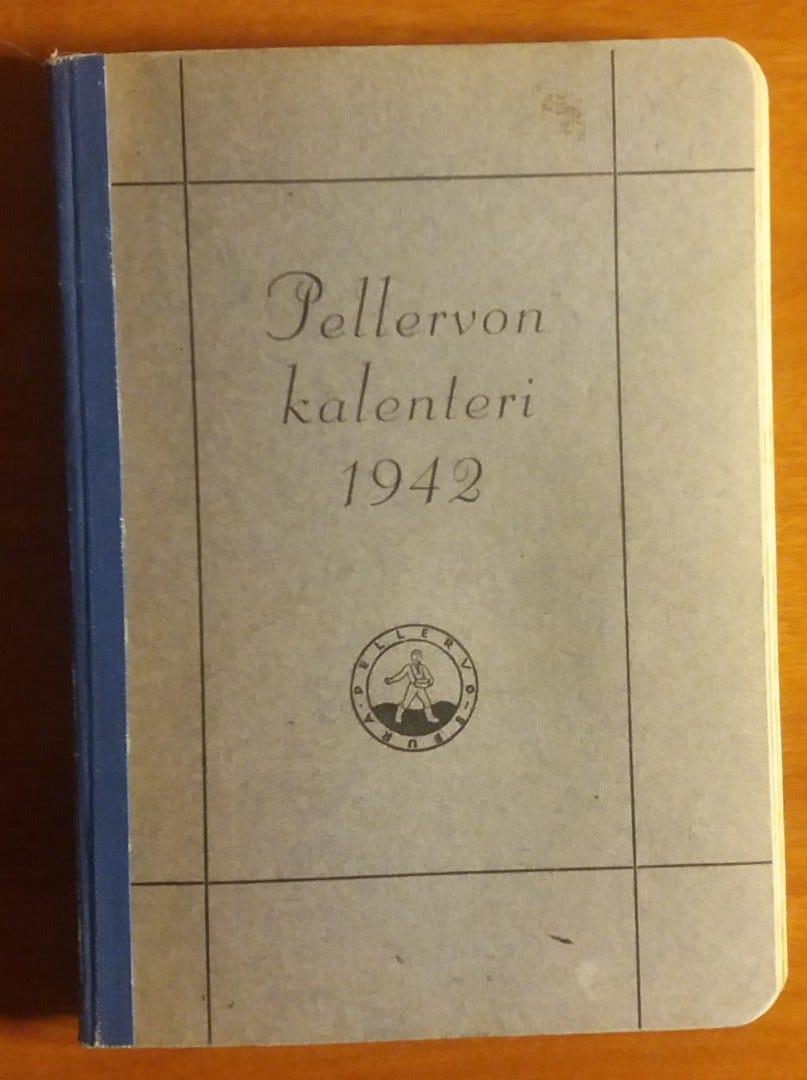 Pellervon
kalenteri
1942
PELLERVO-SEURA·